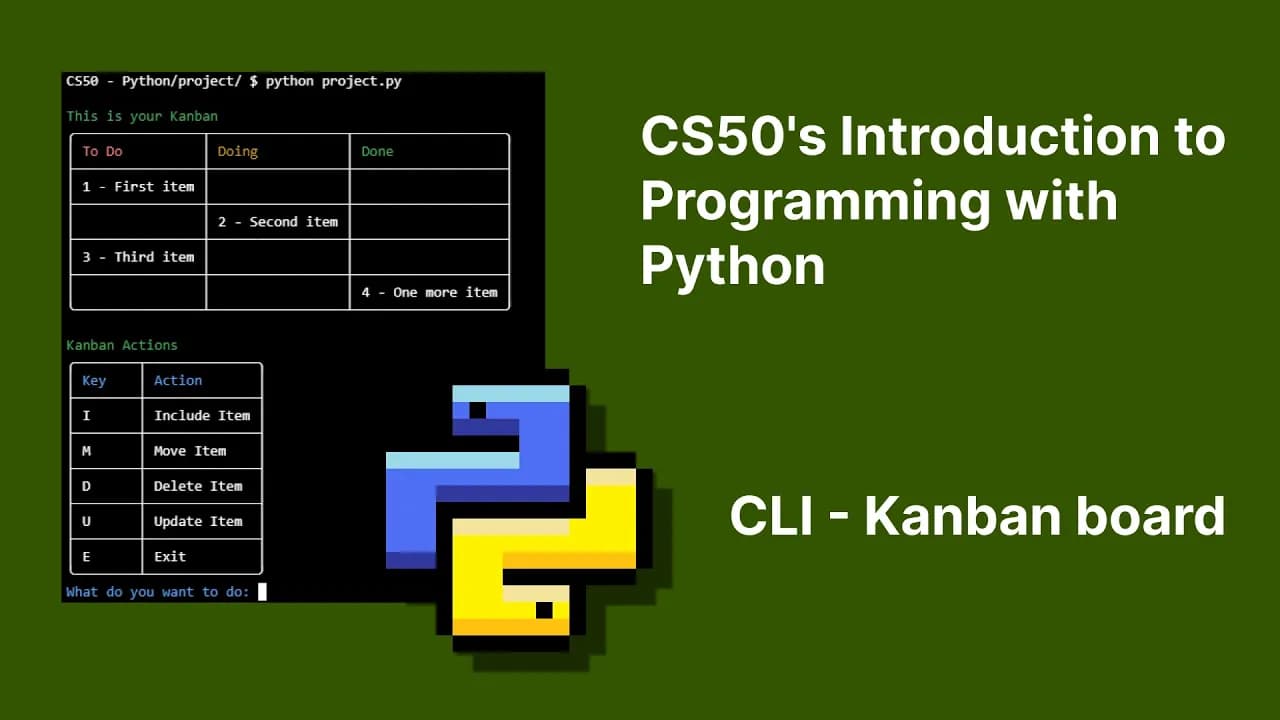 CS50 - Python/project/ $ python project.py
This is your Kanban
To Do Doing Done
1 - First item
2 - Second item
3 - Third item
4 - One more item
Kanban Actions
Key Action
I Include Item
M Move Item
D Delete Item
U Update Item
E Exit
What do you want to do:
CS50's Introduction to
Programming with
Python
CLI - Kanban board